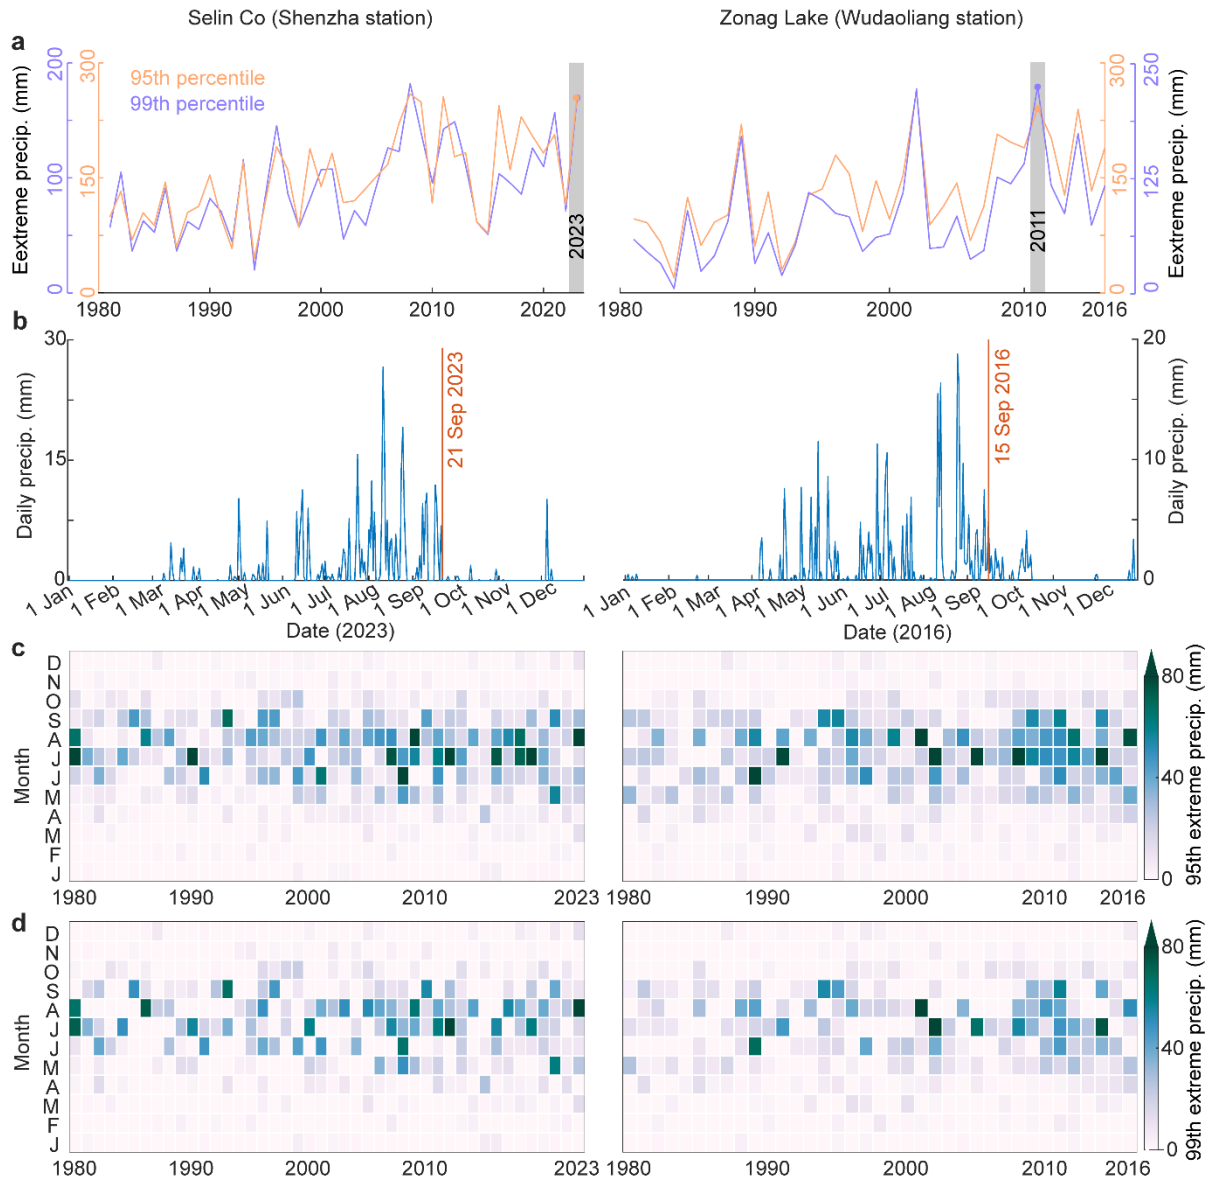 Selin Co (Shenzha station)
Zonag Lake (Wudaoliang station)
a
Eextreme precip. (mm)
200
100
0
300
150
0
95th percentile
99th percentile
2023
1980
1990
2000
2010
2020
2011
300
150
0
250
125
0
Eextreme precip. (mm)
1980
1990
2000
2010
2016
b
Daily precip. (mm)
30
15
0
21 Sep 2023
1 Jan
1 Feb
1 Mar
1 Apr
1 May
1 Jun
1 Jul
1 Aug
1 Sep
1 Oct
1 Nov
1 Dec
Date (2023)
15 Sep 2016
20
10
0
Daily precip. (mm)
1 Jan
1 Feb
1 Mar
1 Apr
1 May
1 Jun
1 Jul
1 Aug
1 Sep
1 Oct
1 Nov
1 Dec
Date (2016)
c
Month
D
N
O
S
A
J
J
M
A
M
F
J
1980
1990
2000
2010
2023
1980
1990
2000
2010
2016
80
40
0
95th extreme precip. (mm)
d
Month
D
N
O
S
A
J
J
M
A
M
F
J
1980
1990
2000
2010
2023
1980
1990
2000
2010
2016
80
40
0
99th extreme precip. (mm)